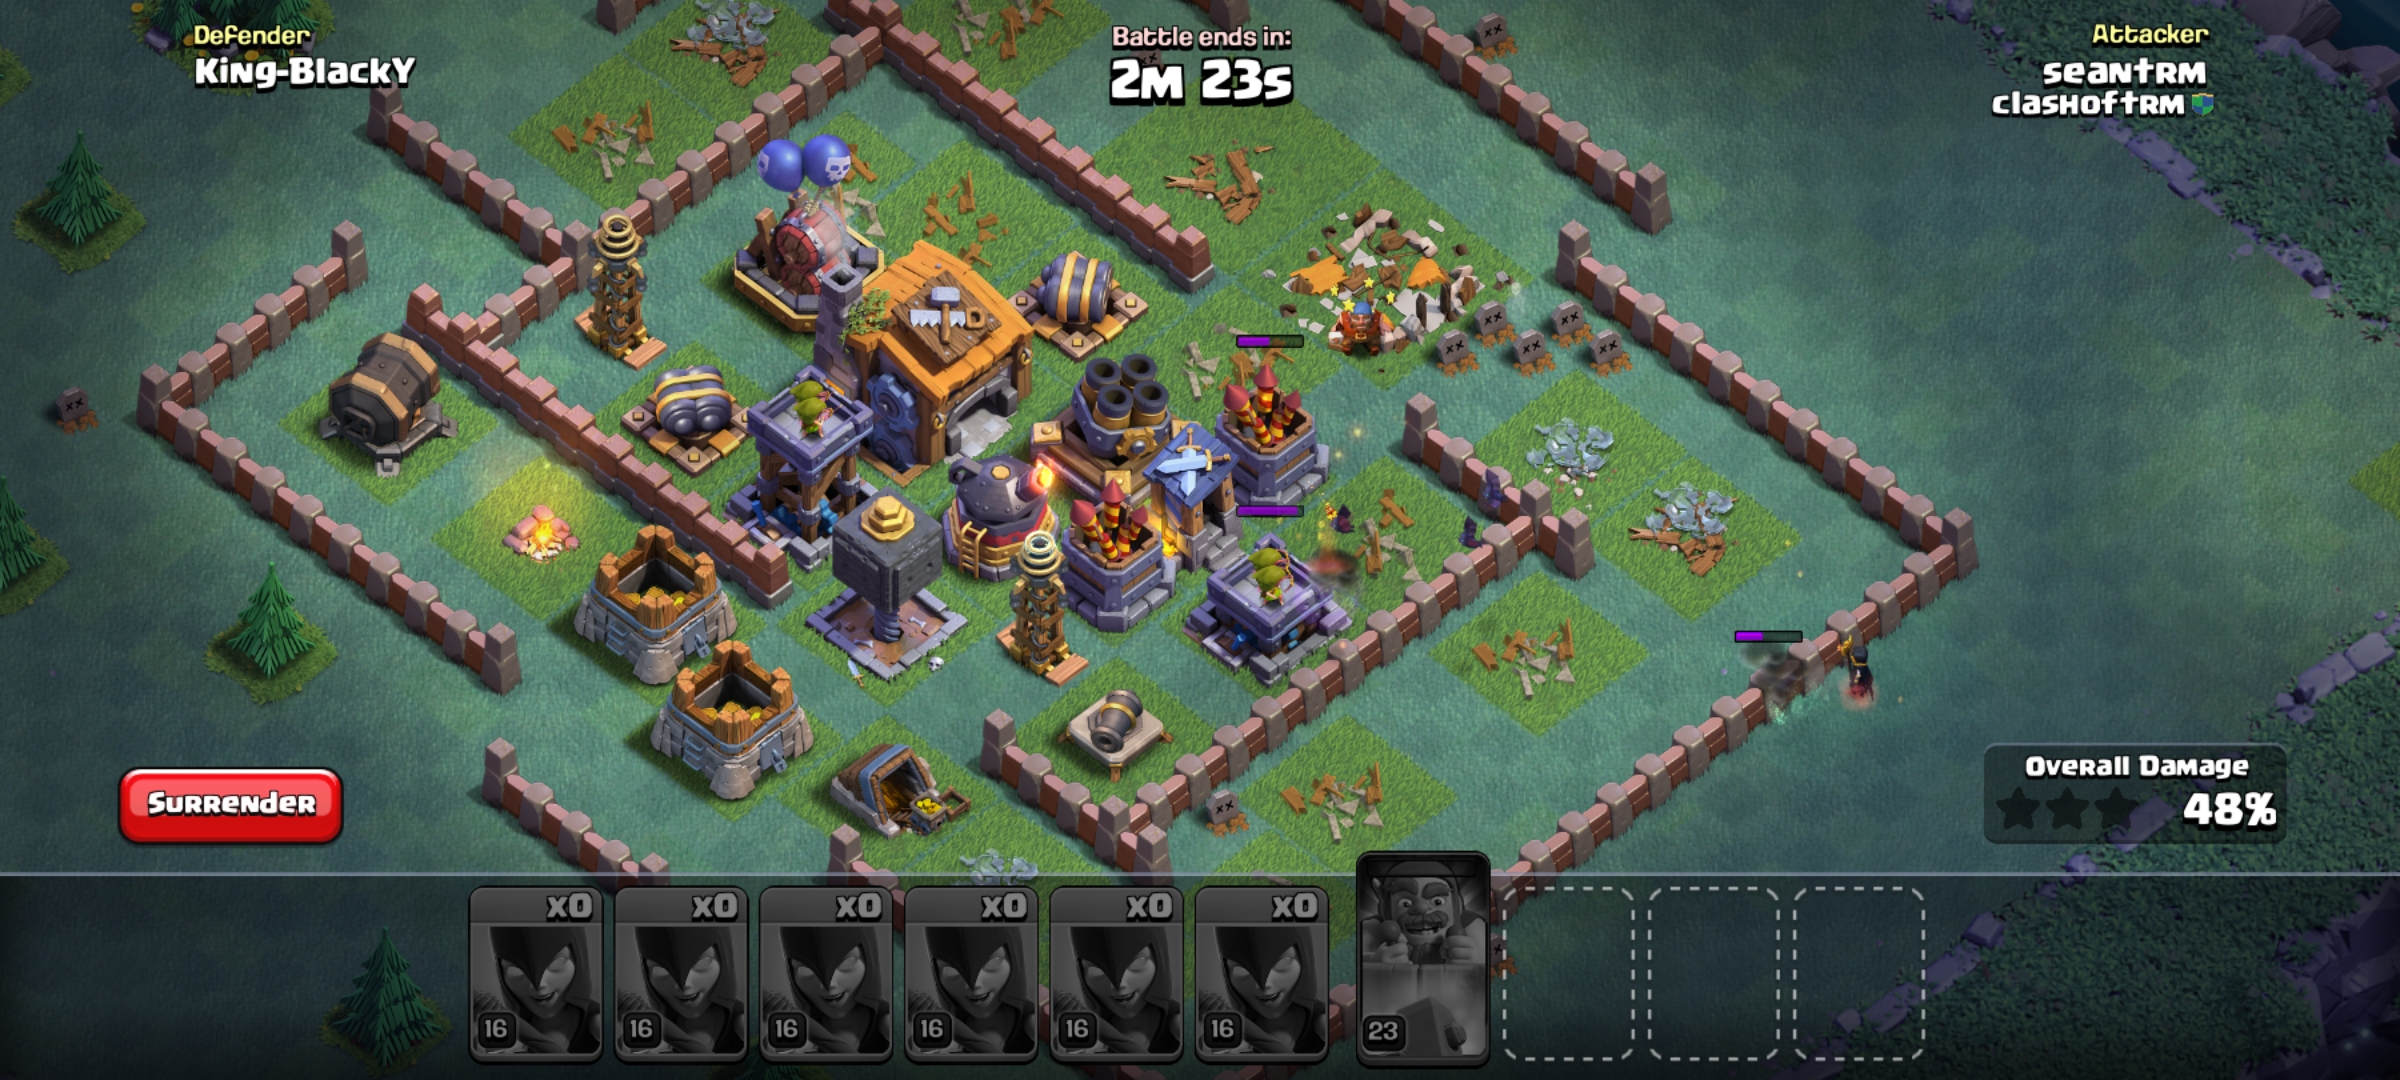 Defender
King-BlackY
Battle ends in:
2M 23s
Attacker
seantrm
clashoftrm
Surrender
Overall Damage
48%
x0
x0
x0
x0
x0
x0
16
16
16
16
16
16
23